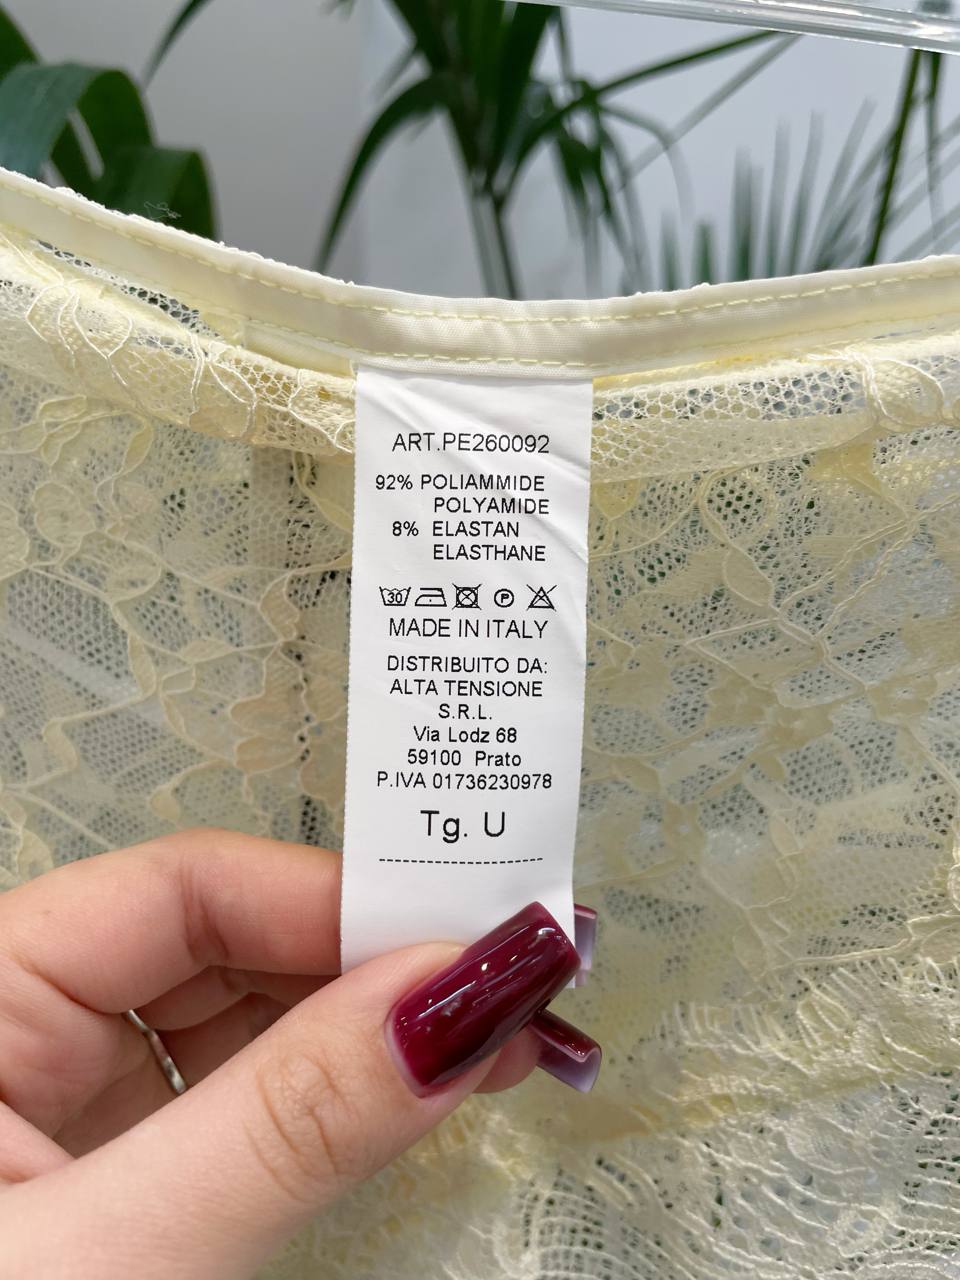 ART.PE260092
92% POLIAMMIDE
POLYAMIDE
8% ELASTAN
ELASTHANE
30 P
MADE IN ITALY
DISTRIBUITO DA:
ALTA TENSIONE
S.R.L.
Via Lodz 68
59100 Prato
P.IVA 01736230978
Tg. U